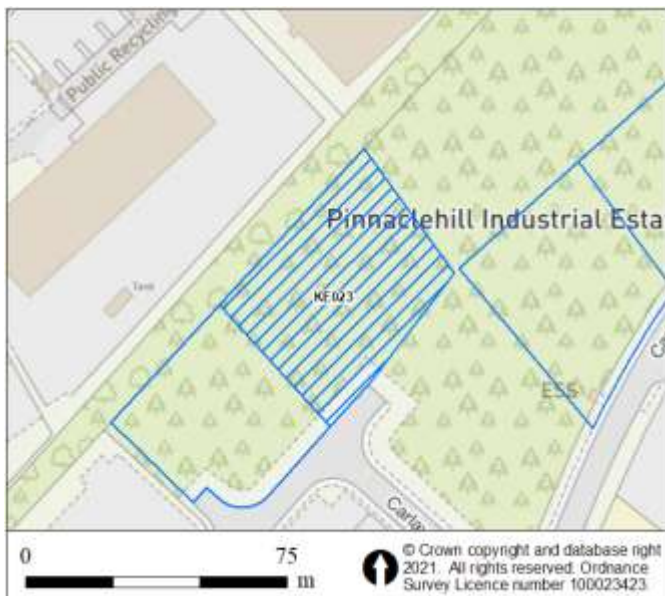 Public Recycling
Pinnaclehill Industrial Esta
Tank
KE023
ESS
Carla
0
75
m
© Crown copyright and database right
2021. All rights reserved. Ordnance
Survey Licence number 100023423.